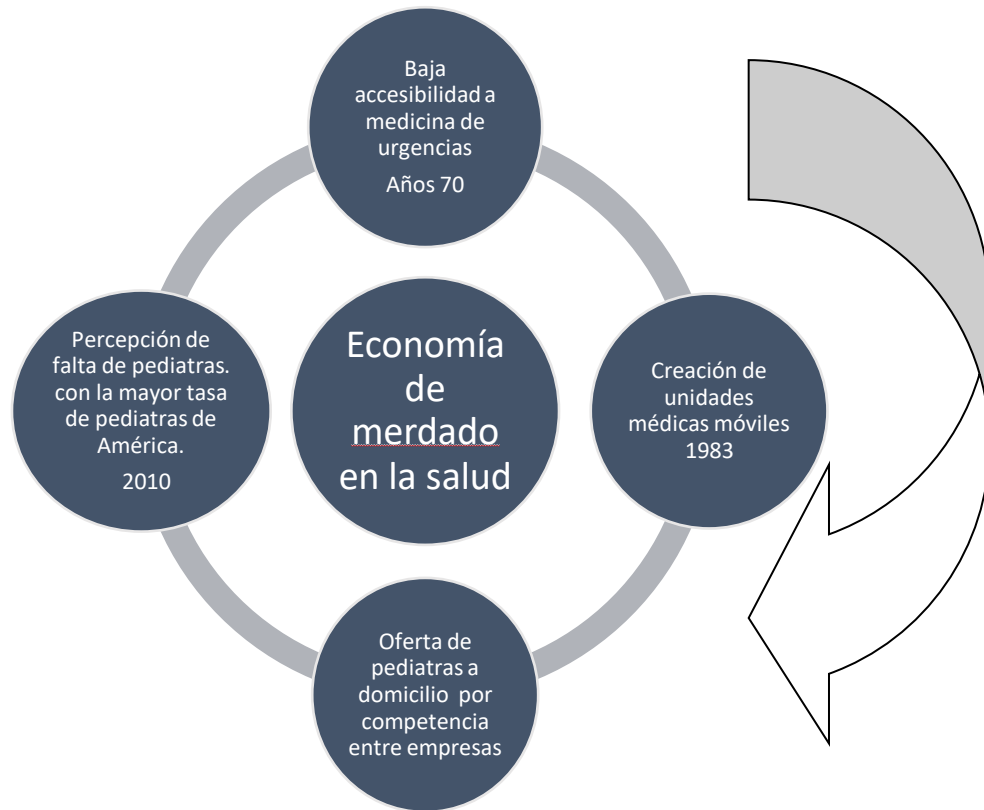 Baja
accesibilidad a
medicina de
urgencias
Años 70
Percepción de
falta de pediatras.
con la mayor tasa
de pediatras de
América.
2010
Economía
de
merdado
en la salud
Creación de
unidades
médicas móviles
1983
Oferta de
pediatras a
domicilio por
competencia
entre empresas